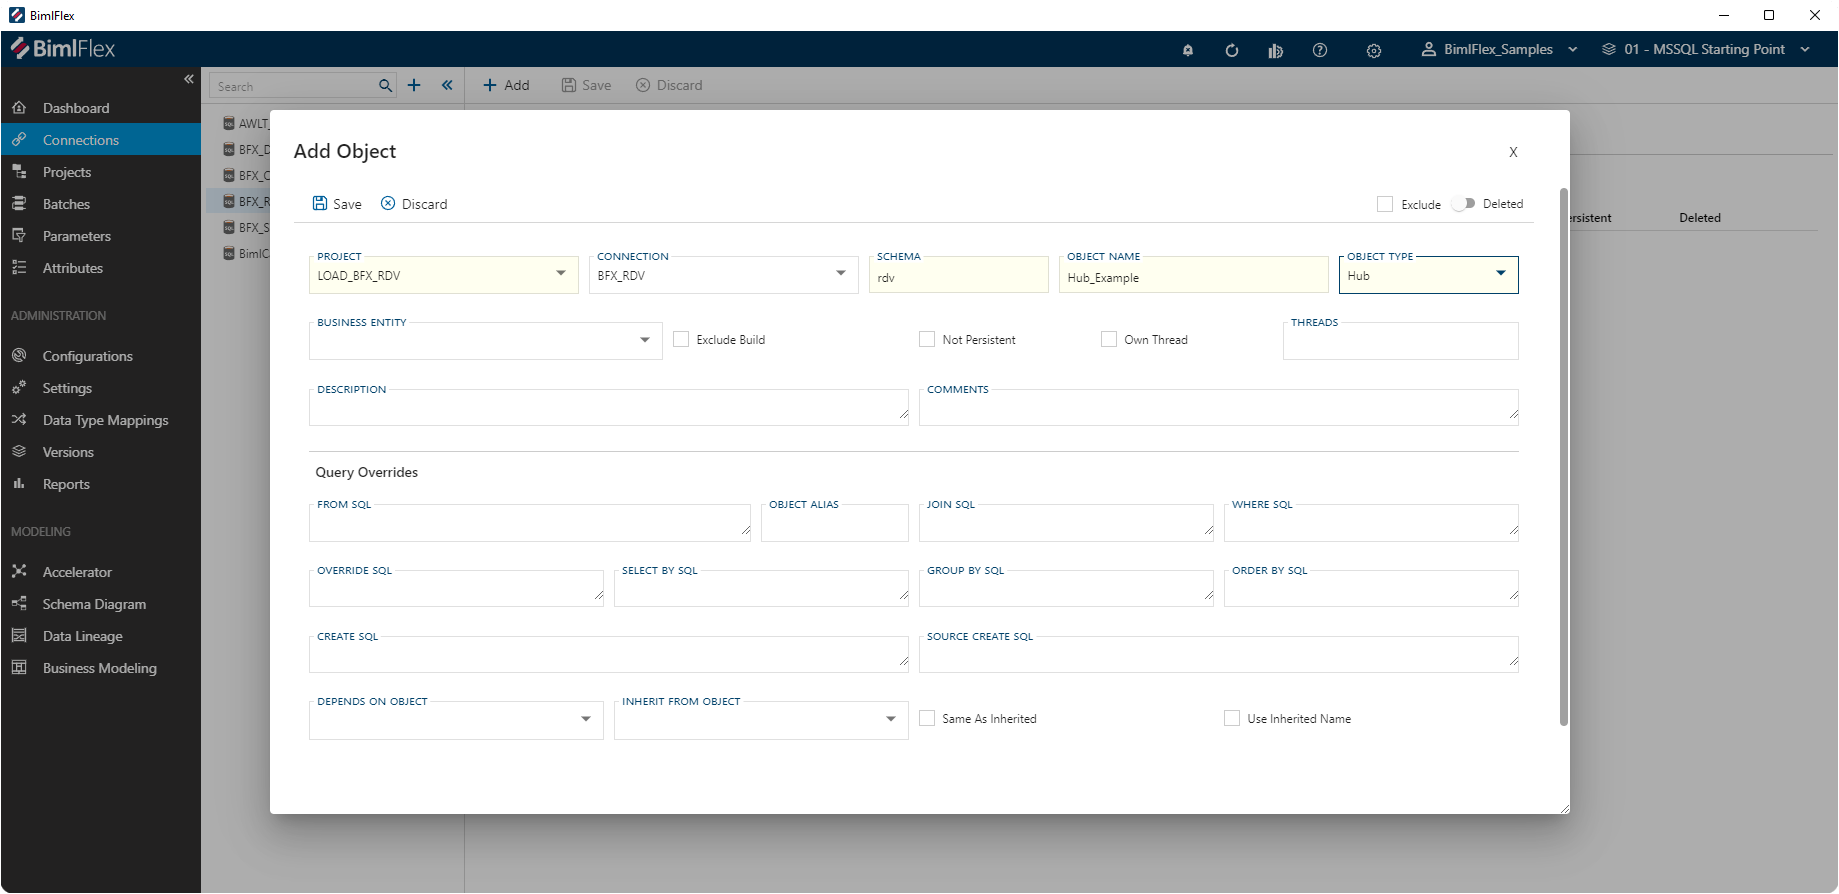 BimlFlex
BimlFlex
BimlFlex_Samples
01 - MSSQL Starting Point
Search
Add
Save
Discard
Dashboard
Connections
Projects
Batches
Parameters
Attributes
ADMINISTRATION
Configurations
Settings
Data Type Mappings
Versions
Reports
MODELING
Accelerator
Schema Diagram
Data Lineage
Business Modeling
AWLT_
BFX_D
BFX_
BFX_R
BFX_S
BimlC
ersistent
Deleted
Add Object
X
Save
Discard
Exclude
Deleted
PROJECT
LOAD_BFX_RDV
CONNECTION
BFX_RDV
SCHEMA
rdv
OBJECT NAME
Hub_Example
OBJECT TYPE
Hub
BUSINESS ENTITY
Exclude Build
Not Persistent
Own Thread
THREADS
DESCRIPTION
COMMENTS
Query Overrides
FROM SQL
OBJECT ALIAS
JOIN SQL
WHERE SQL
OVERRIDE SQL
SELECT BY SQL
GROUP BY SQL
ORDER BY SQL
CREATE SQL
SOURCE CREATE SQL
DEPENDS ON OBJECT
INHERIT FROM OBJECT
Same As Inherited
Use Inherited Name